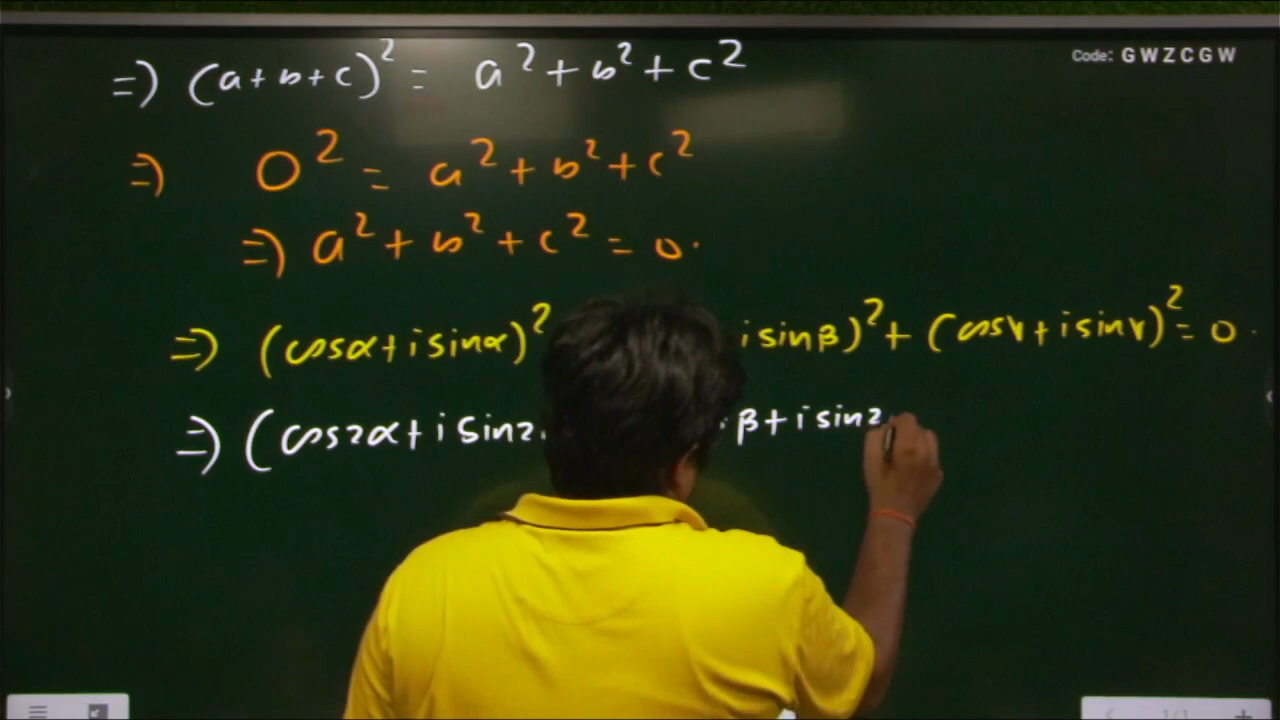 Code: GWZCGW
=) (a+b+c)² = a² + b² + c²
=) 0² = a² + b² + c²
=) a² + b² + c² = 0.
=) (cosα + i sinα)² i sinβ)² + (cosγ + i sinγ)² = 0.
=) (cos2α + i sin2 β + i sin2